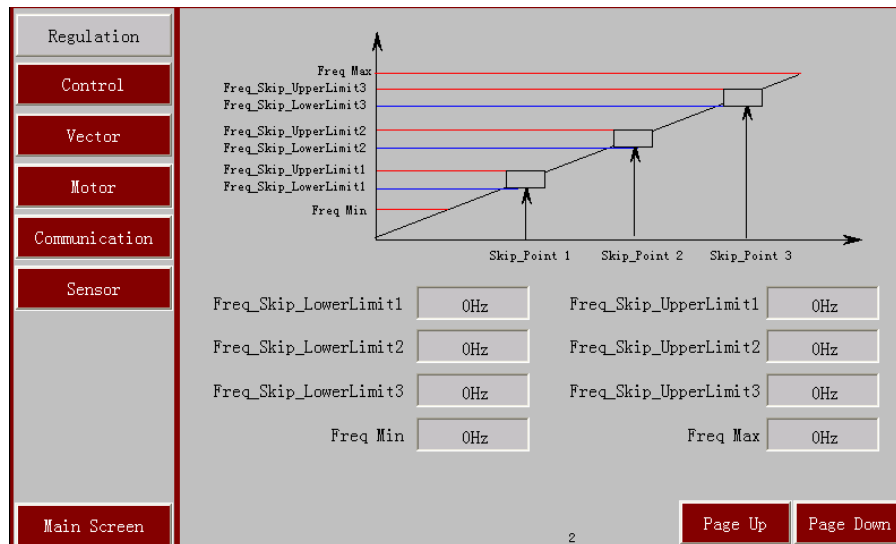 Regulation
Control
Vector
Motor
Communication
Sensor
Main Screen
Freq Max
Freq_Skip_UpperLimit3
Freq_Skip_LowerLimit3
Freq_Skip_UpperLimit2
Freq_Skip_LowerLimit2
Freq_Skip_UpperLimit1
Freq_Skip_LowerLimit1
Freq Min
Skip_Point 1 Skip_Point 2 Skip_Point 3
Freq_Skip_LowerLimit1 0Hz Freq_Skip_UpperLimit1 0Hz
Freq_Skip_LowerLimit2 0Hz Freq_Skip_UpperLimit2 0Hz
Freq_Skip_LowerLimit3 0Hz Freq_Skip_UpperLimit3 0Hz
Freq Min 0Hz Freq Max 0Hz
2 Page Up Page Down